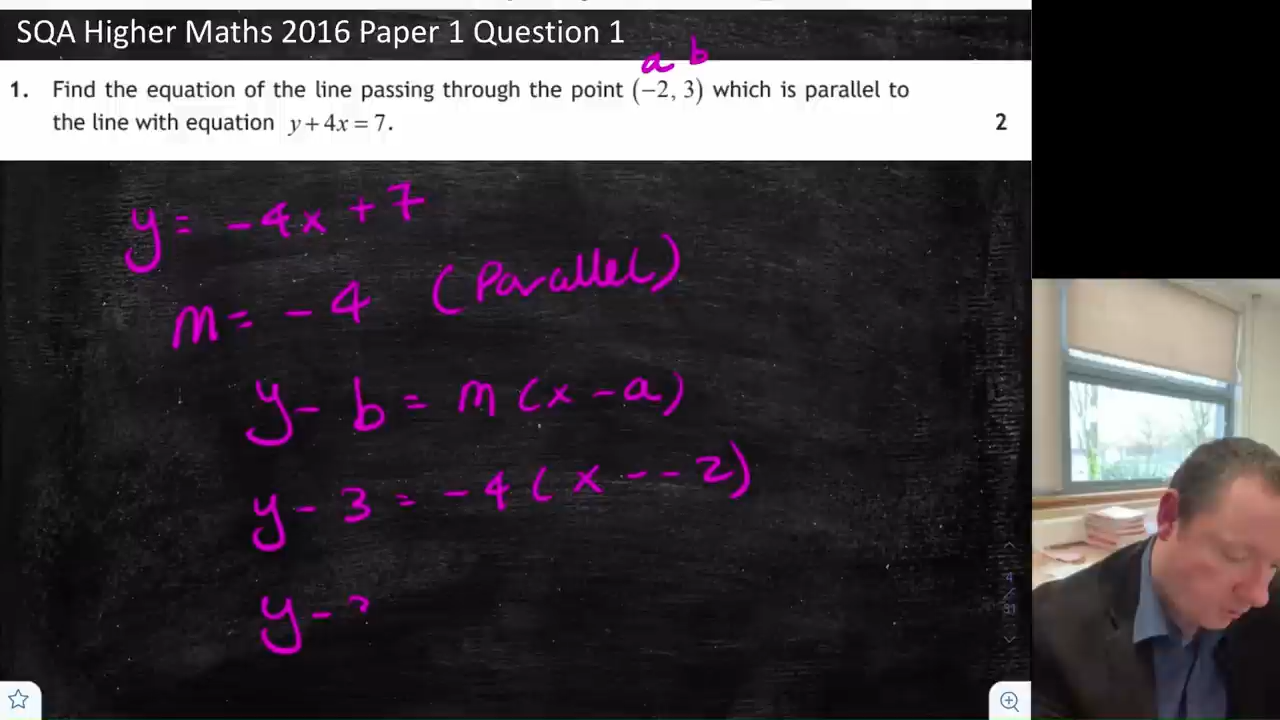 SQA Higher Maths 2016 Paper 1 Question 1
a b
1. Find the equation of the line passing through the point (−2, 3) which is parallel to
the line with equation y + 4x = 7. 2
y = -4x + 7
m = -4 (Parallel)
y - b = m (x - a)
y - 3 = -4 (x - - 2)
y -